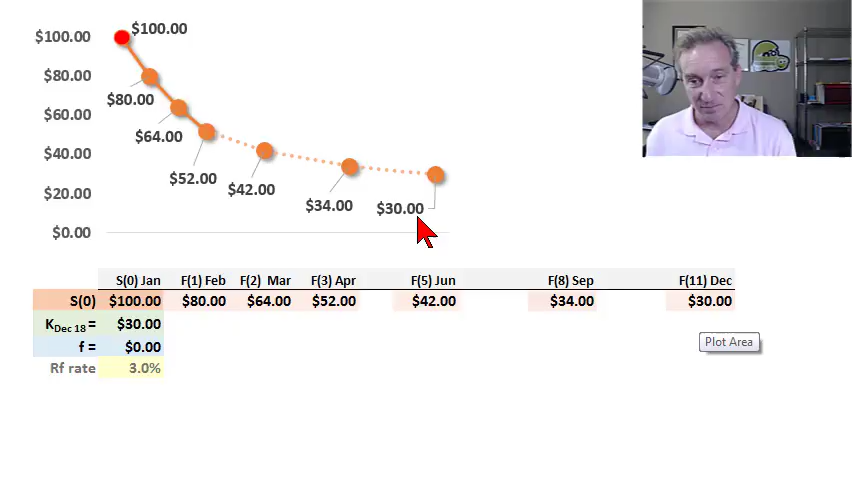 $100.00
$100.00
$80.00
$80.00
$60.00
$64.00
$40.00
$52.00
$42.00
$20.00
$34.00
$30.00
$0.00
S(0) Jan F(1) Feb F(2) Mar F(3) Apr F(5) Jun F(8) Sep F(11) Dec
S(0) $100.00 $80.00 $64.00 $52.00 $42.00 $34.00 $30.00
KDec 18 = $30.00
f = $0.00
Plot Area
Rf rate 3.0%